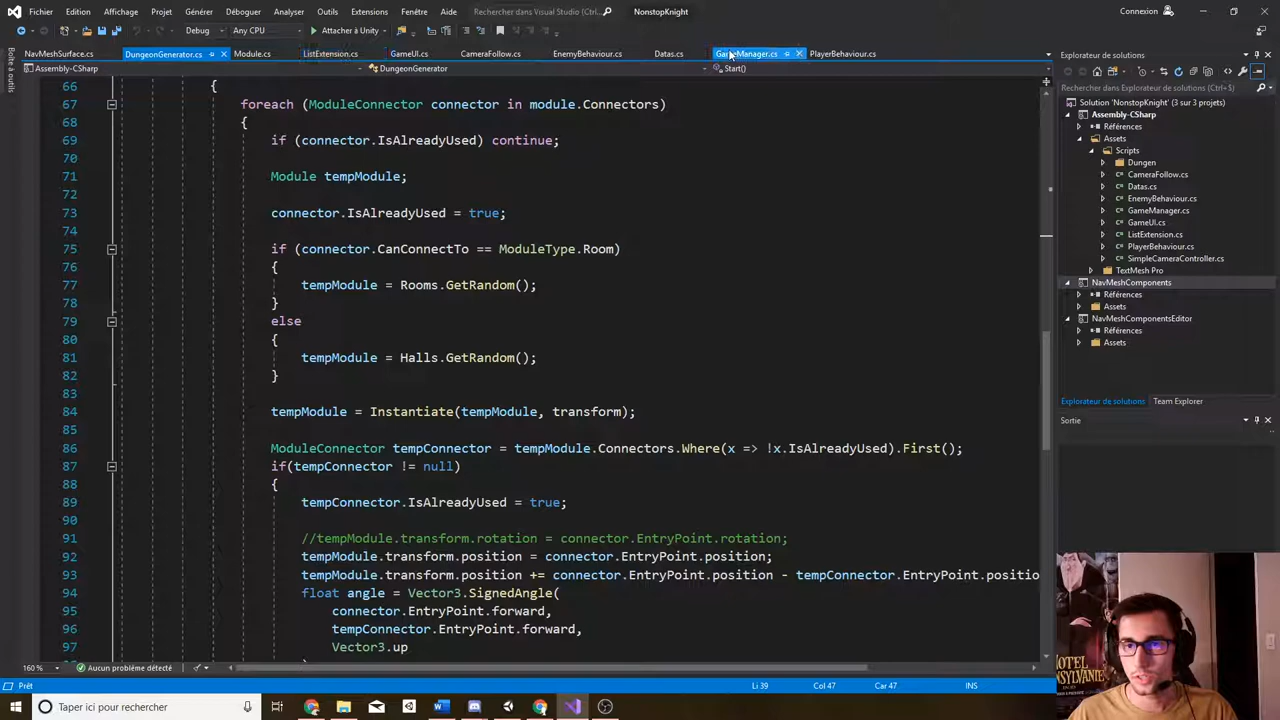 Fichier Edition Affichage Projet Générer Déboguer Analyser Outils Extensions Fenêtre Aide Rechercher dans Visual Studio (Ctrl+Q) NonstopKnight Connexion
Debug Any CPU Attacher à Unity
Boîte à outils
NavMeshSurface.cs DungeonGenerator.cs Module.cs ListExtension.cs GameUI.cs CameraFollow.cs EnemyBehaviour.cs Datas.cs GameManager.cs PlayerBehaviour.cs
Assembly-CSharp DungeonGenerator Start()
66 {
67 foreach (ModuleConnector connector in module.Connectors)
68 {
69 if (connector.IsAlreadyUsed) continue;
70
71 Module tempModule;
72
73 connector.IsAlreadyUsed = true;
74
75 if (connector.CanConnectTo == ModuleType.Room)
76 {
77 tempModule = Rooms.GetRandom();
78 }
79 else
80 {
81 tempModule = Halls.GetRandom();
82 }
83
84 tempModule = Instantiate(tempModule, transform);
85
86 ModuleConnector tempConnector = tempModule.Connectors.Where(x => !x.IsAlreadyUsed).First();
87 if(tempConnector != null)
88 {
89 tempConnector.IsAlreadyUsed = true;
90
91 //tempModule.transform.rotation = connector.EntryPoint.rotation;
92 tempModule.transform.position = connector.EntryPoint.position;
93 tempModule.transform.position += connector.EntryPoint.position - tempConnector.EntryPoint.positio
94 float angle = Vector3.SignedAngle(
95 connector.EntryPoint.forward,
96 tempConnector.EntryPoint.forward,
97 Vector3.up
160 % Aucun problème détecté
Explorateur de solutions
Rechercher dans Explorateur de solutions (Ctrl+$)
Solution 'NonstopKnight' (3 sur 3 projets)
Assembly-CSharp
Références
Assets
Scripts
Dungen
CameraFollow.cs
Datas.cs
EnemyBehaviour.cs
GameManager.cs
GameUI.cs
ListExtension.cs
PlayerBehaviour.cs
SimpleCameraController.cs
TextMesh Pro
NavMeshComponents
Références
Assets
NavMeshComponentsEditor
Références
Assets
Explorateur de solutions Team Explorer
Sortie
Prêt Li 39 Col 47 Car 47 INS
Taper ici pour rechercher